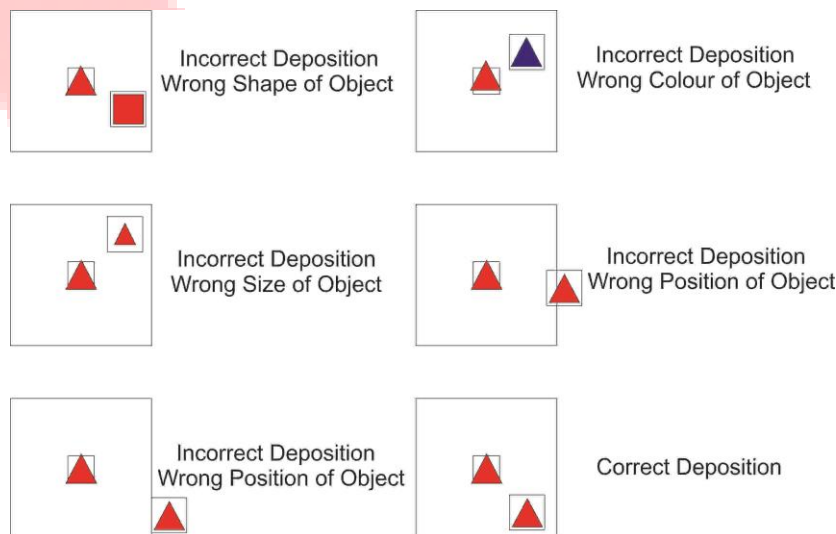 Incorrect Deposition
Wrong Shape of Object
Incorrect Deposition
Wrong Colour of Object
Incorrect Deposition
Wrong Size of Object
Incorrect Deposition
Wrong Position of Object
Incorrect Deposition
Wrong Position of Object
Correct Deposition